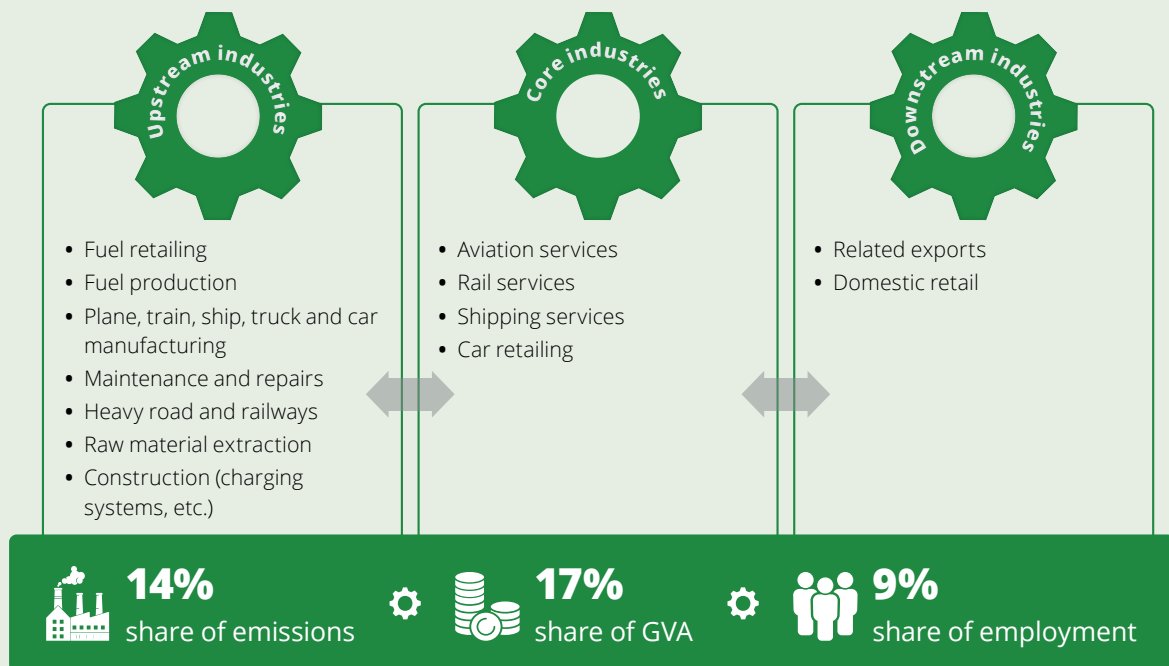 Upstream industries
• Fuel retailing
• Fuel production
• Plane, train, ship, truck and car
manufacturing
• Maintenance and repairs
• Heavy road and railways
• Raw material extraction
• Construction (charging
systems, etc.)
Core industries
• Aviation services
• Rail services
• Shipping services
• Car retailing
Downstream industries
• Related exports
• Domestic retail
14%
share of emissions
17%
share of GVA
9%
share of employment